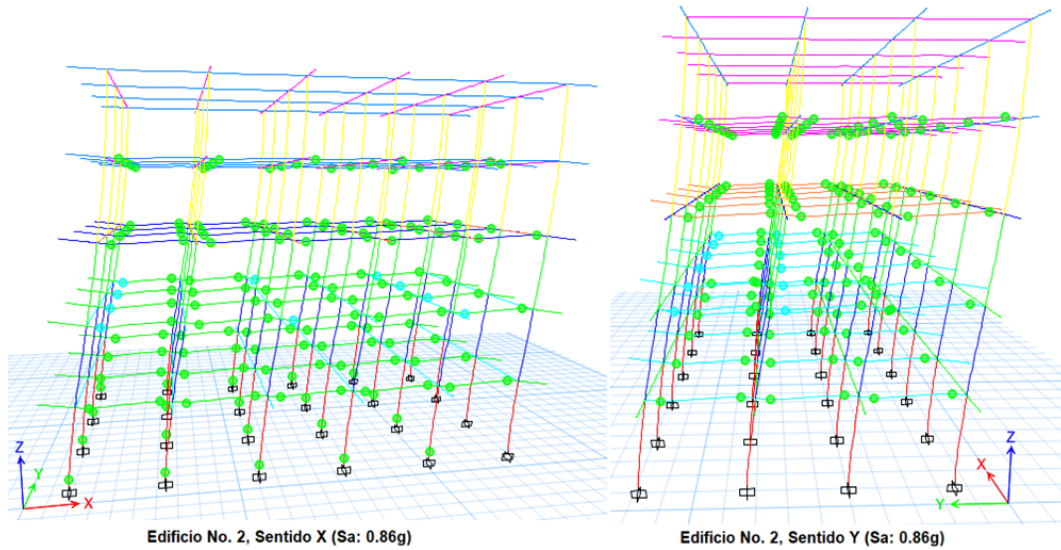 Z
Y
X
Edificio No. 2, Sentido X (Sa: 0.86g)
Z
X
Y
Edificio No. 2, Sentido Y (Sa: 0.86g)